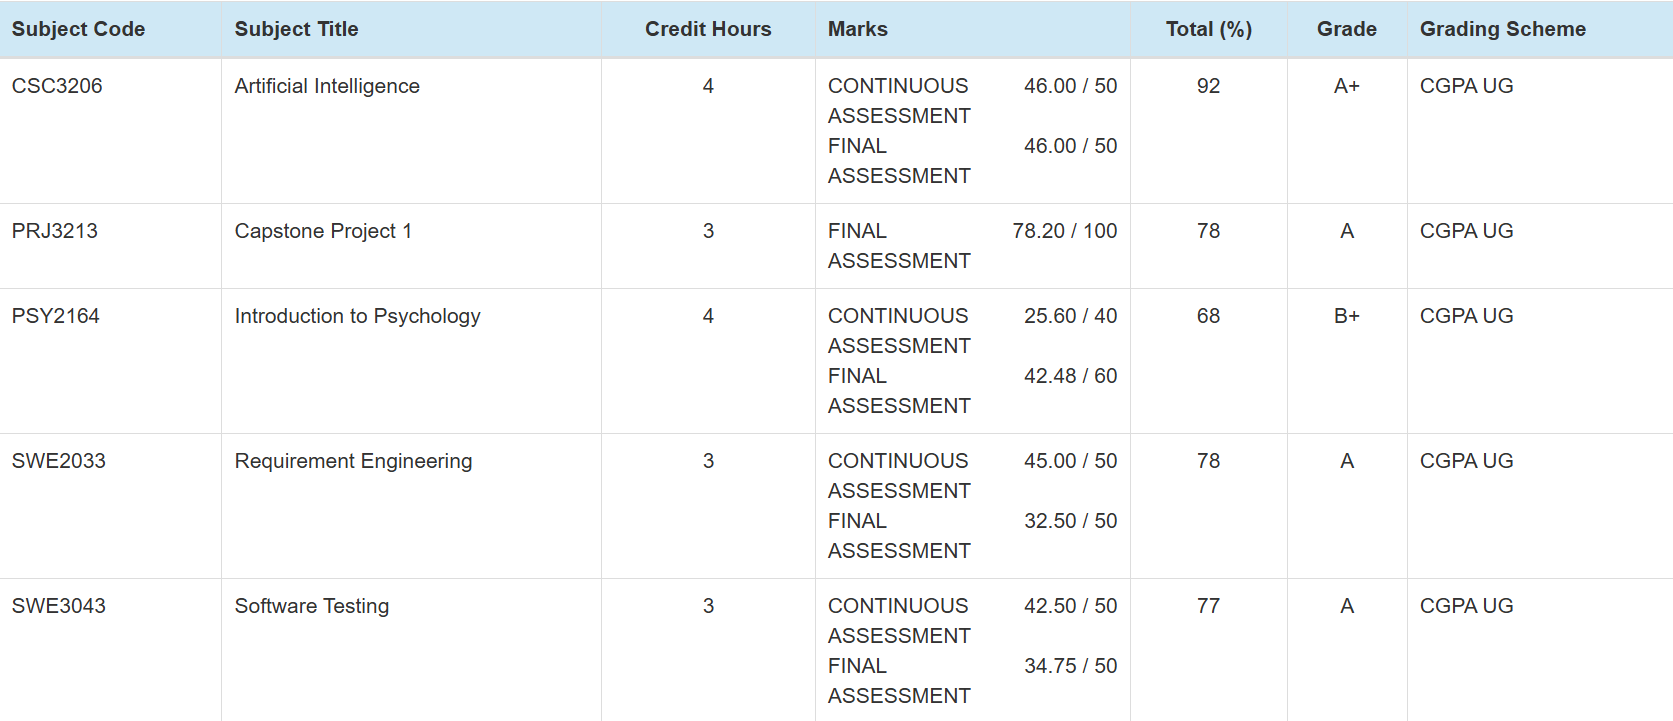 Subject Code Subject Title Credit Hours Marks Total (%) Grade Grading Scheme
CSC3206 Artificial Intelligence 4 CONTINUOUS 46.00 / 50 92 A+ CGPA UG
ASSESSMENT
FINAL 46.00 / 50
ASSESSMENT
PRJ3213 Capstone Project 1 3 FINAL 78.20 / 100 78 A CGPA UG
ASSESSMENT
PSY2164 Introduction to Psychology 4 CONTINUOUS 25.60 / 40 68 B+ CGPA UG
ASSESSMENT
FINAL 42.48 / 60
ASSESSMENT
SWE2033 Requirement Engineering 3 CONTINUOUS 45.00 / 50 78 A CGPA UG
ASSESSMENT
FINAL 32.50 / 50
ASSESSMENT
SWE3043 Software Testing 3 CONTINUOUS 42.50 / 50 77 A CGPA UG
ASSESSMENT
FINAL 34.75 / 50
ASSESSMENT